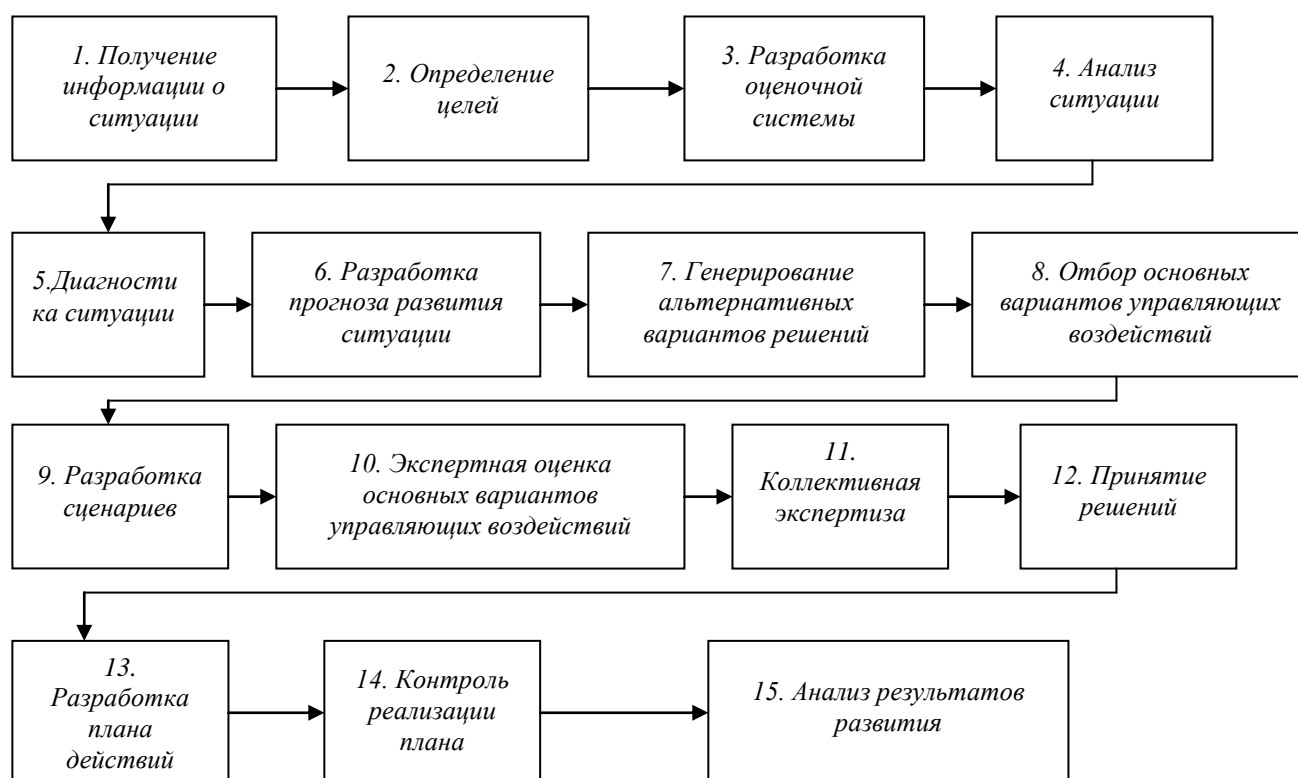 1. Получение
информации о
ситуации
2. Определение
целей
3. Разработка
оценочной
системы
4. Анализ
ситуации
5.Диагности
ка ситуации
6. Разработка
прогноза развития
ситуации
7. Генерирование
альтернативных
вариантов решений
8. Отбор основных
вариантов управляющих
воздействий
9. Разработка
сценариев
10. Экспертная оценка
основных вариантов
управляющих воздействий
11.
Коллективная
экспертиза
12. Принятие
решений
13.
Разработка
плана
действий
14. Контроль
реализации
плана
15. Анализ результатов
развития